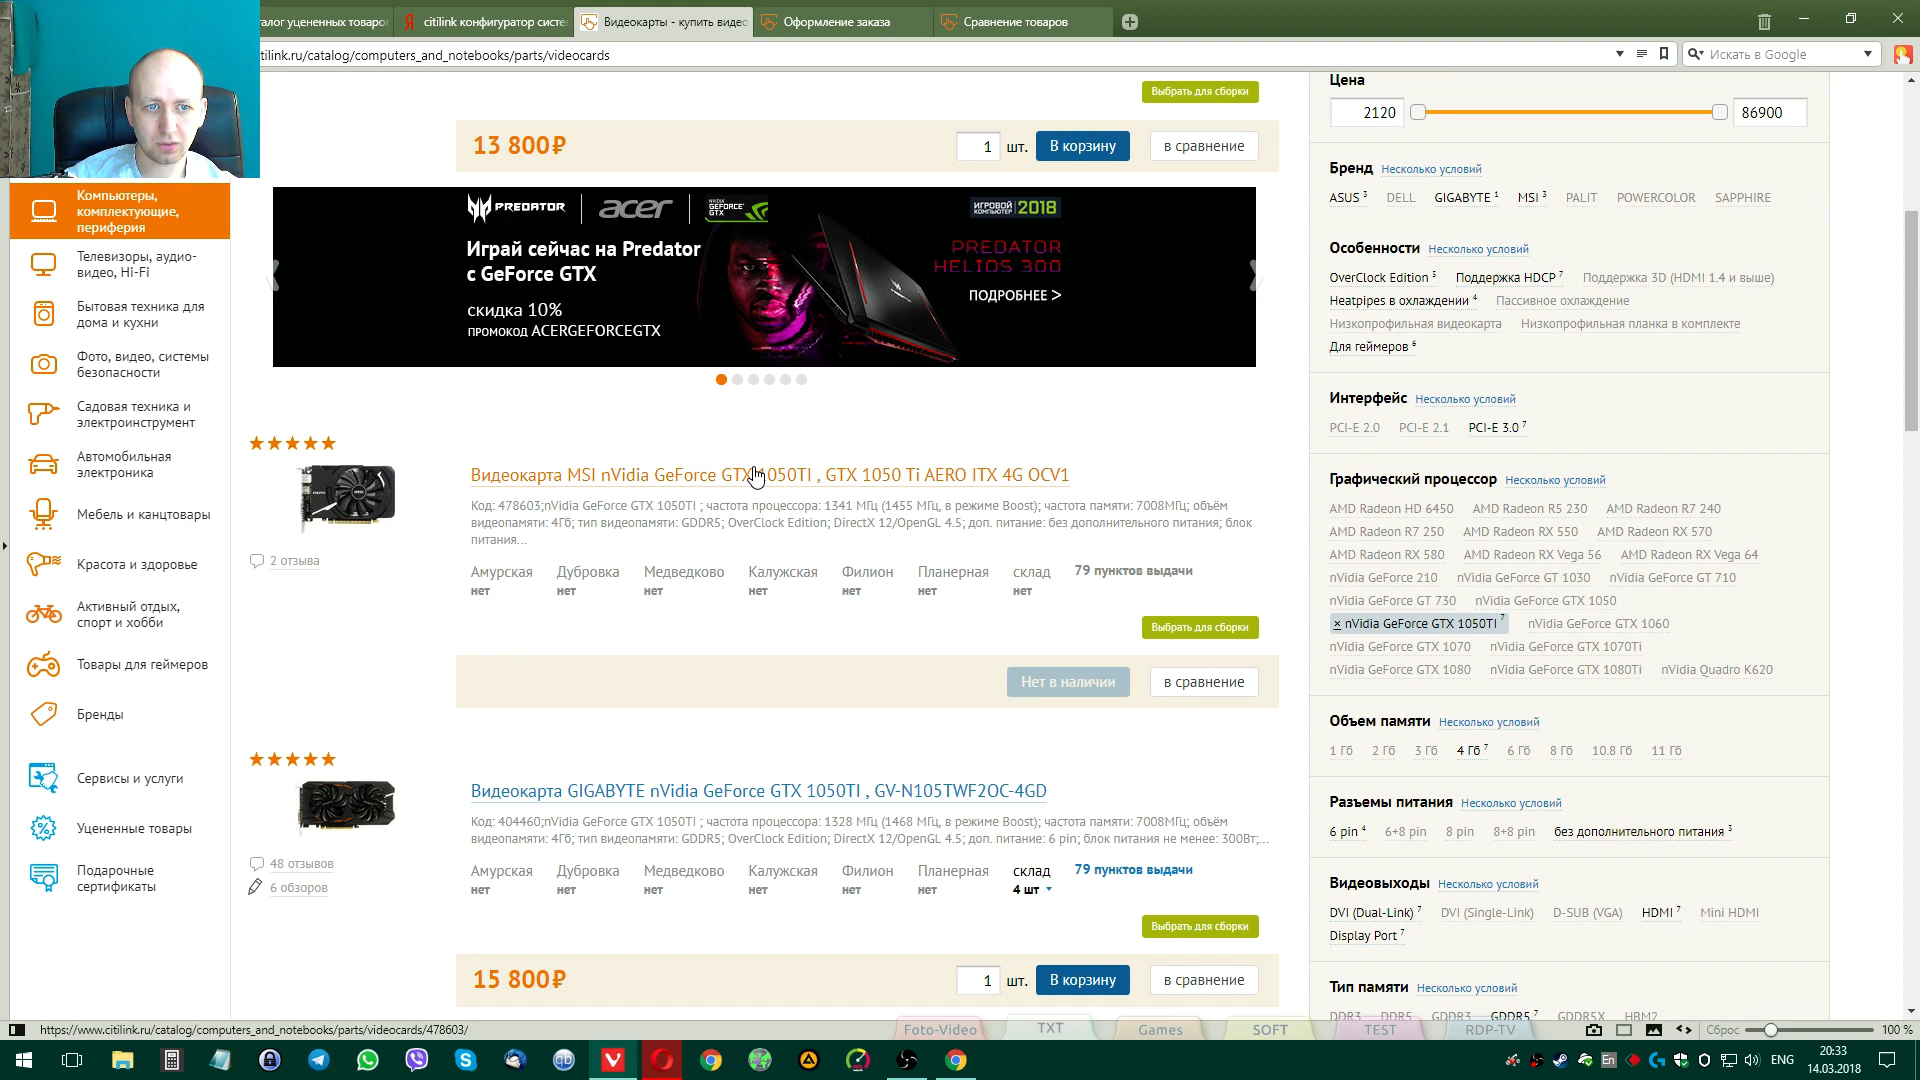 талог уцененных товаро
citilink конфигуратор систе
Видеокарты - купить видео
Оформление заказа
Сравнение товаров
tilink.ru/catalog/computers_and_notebooks/parts/videocards
Искать в Google
Компьютеры,
комплектующие,
периферия
Телевизоры, аудио-
видео, Hi-Fi
Бытовая техника для
дома и кухни
Фото, видео, системы
безопасности
Садовая техника и
электроинструмент
Автомобильная
электроника
Мебель и канцтовары
Красота и здоровье
Активный отдых,
спорт и хобби
Товары для геймеров
Бренды
Сервисы и услуги
Уцененные товары
Подарочные
сертификаты
Выбрать для сборки
13 800₽
1 шт. В корзину в сравнение
PREDATOR acer NVIDIA GEFORCE GTX
ИГРОВОЙ КОМПЬЮТЕР 2018
Играй сейчас на Predator
с GeForce GTX
скидка 10%
ПРОМОКОД ACERGEFORCEGTX
PREDATOR
HELIOS 300
ПОДРОБНЕЕ >
Видеокарта MSI nVidia GeForce GTX 1050TI , GTX 1050 Ti AERO ITX 4G OCV1
Код: 478603;nVidia GeForce GTX 1050TI ; частота процессора: 1341 МГц (1455 МГц, в режиме Boost); частота памяти: 7008МГц; объём
видеопамяти: 4Гб; тип видеопамяти: GDDR5; OverClock Edition; DirectX 12/OpenGL 4.5; доп. питание: без дополнительного питания; блок
питания...
2 отзыва
Амурская Дубровка Медведково Калужская Филион Планерная склад 79 пунктов выдачи
нет нет нет нет нет нет нет
Выбрать для сборки
Нет в наличии в сравнение
Видеокарта GIGABYTE nVidia GeForce GTX 1050TI , GV-N105TWF2OC-4GD
Код: 404460;nVidia GeForce GTX 1050TI ; частота процессора: 1328 МГц (1468 МГц, в режиме Boost); частота памяти: 7008МГц; объём
видеопамяти: 4Гб; тип видеопамяти: GDDR5; OverClock Edition; DirectX 12/OpenGL 4.5; доп. питание: 6 pin; блок питания не менее: 300Вт;...
48 отзывов
6 обзоров
Амурская Дубровка Медведково Калужская Филион Планерная склад 79 пунктов выдачи
нет нет нет нет нет нет 4 шт
Выбрать для сборки
15 800₽
1 шт. В корзину в сравнение
Цена
2120 86900
Бренд Несколько условий
ASUS 3 DELL GIGABYTE 1 MSI 3 PALIT POWERCOLOR SAPPHIRE
Особенности Несколько условий
OverClock Edition 5 Поддержка HDCP 7 Поддержка 3D (HDMI 1.4 и выше)
Heatpipes в охлаждении 4 Пассивное охлаждение
Низкопрофильная видеокарта Низкопрофильная планка в комплекте
Для геймеров 6
Интерфейс Несколько условий
PCI-E 2.0 PCI-E 2.1 PCI-E 3.0 7
Графический процессор Несколько условий
AMD Radeon HD 6450 AMD Radeon R5 230 AMD Radeon R7 240
AMD Radeon R7 250 AMD Radeon RX 550 AMD Radeon RX 570
AMD Radeon RX 580 AMD Radeon RX Vega 56 AMD Radeon RX Vega 64
nVidia GeForce 210 nVidia GeForce GT 1030 nVidia GeForce GT 710
nVidia GeForce GT 730 nVidia GeForce GTX 1050
× nVidia GeForce GTX 1050TI 7 nVidia GeForce GTX 1060
nVidia GeForce GTX 1070 nVidia GeForce GTX 1070Ti
nVidia GeForce GTX 1080 nVidia GeForce GTX 1080Ti nVidia Quadro K620
Объем памяти Несколько условий
1 Гб 2 Гб 3 Гб 4 Гб 7 6 Гб 8 Гб 10.8 Гб 11 Гб
Разъемы питания Несколько условий
6 pin 4 6+8 pin 8 pin 8+8 pin без дополнительного питания 3
Видеовыходы Несколько условий
DVI (Dual-Link) 7 DVI (Single-Link) D-SUB (VGA) HDMI 7 Mini HDMI
Display Port 7
Тип памяти Несколько условий
DDR3 DDR5 GDDR3 GDDR5 7 GDDR5X HBM2
https://www.citilink.ru/catalog/computers_and_notebooks/parts/videocards/478603/
Foto-Video TXT Games SOFT TEST RDP-TV
Сброс 100 %
En ENG 20:33
14.03.2018